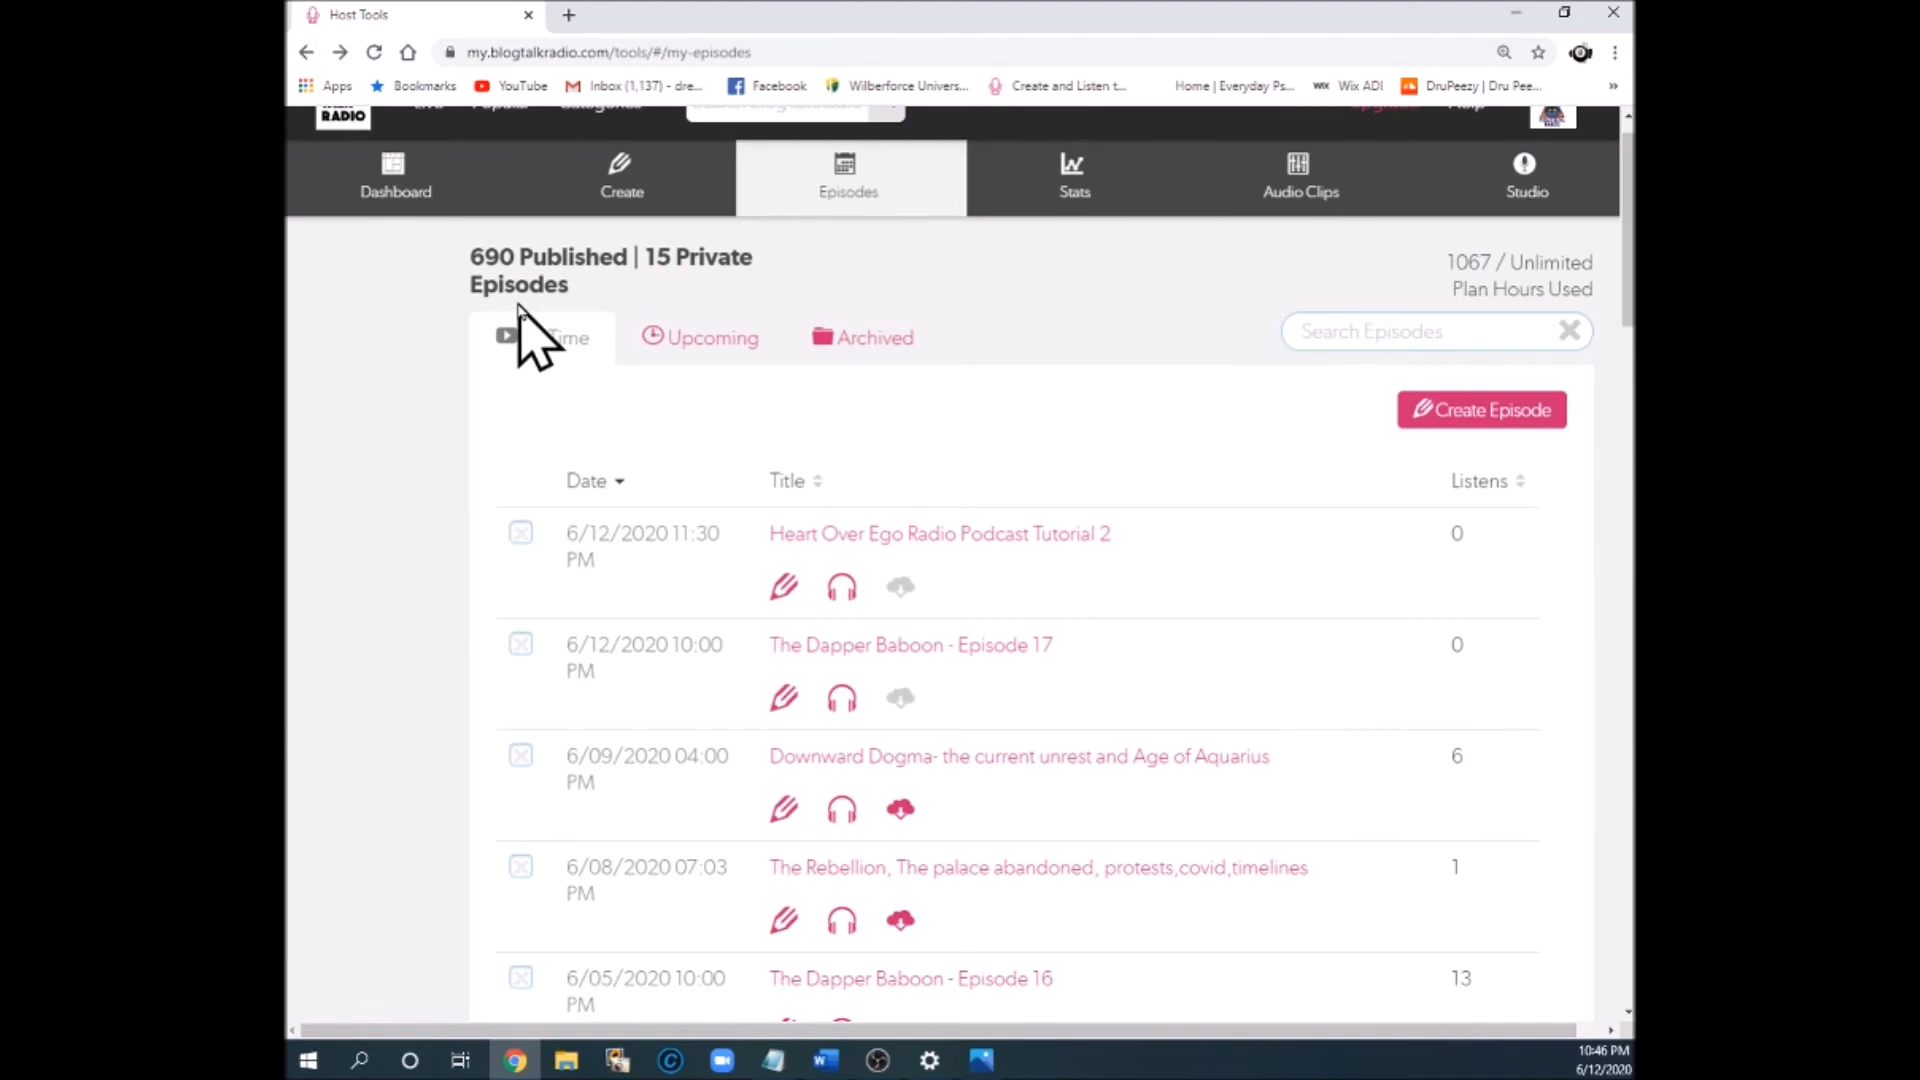 Host Tools
my.blogtalkradio.com/tools/#/my-episodes
Apps Bookmarks YouTube Inbox (1,137) - dre... Facebook Wilberforce Univers... Create and Listen t... Home | Everyday Ps... WIX Wix ADI DruPeezy | Dru Pee... »
RADIO
Dashboard Create Episodes Stats Audio Clips Studio
690 Published | 15 Private
Episodes
1067 / Unlimited
Plan Hours Used
Upcoming Archived Search Episodes
Create Episode
Date Title Listens
6/12/2020 11:30 PM Heart Over Ego Radio Podcast Tutorial 2 0
6/12/2020 10:00 PM The Dapper Baboon - Episode 17 0
6/09/2020 04:00 PM Downward Dogma- the current unrest and Age of Aquarius 6
6/08/2020 07:03 PM The Rebellion, The palace abandoned, protests,covid,timelines 1
6/05/2020 10:00 PM The Dapper Baboon - Episode 16 13
10:46 PM
6/12/2020